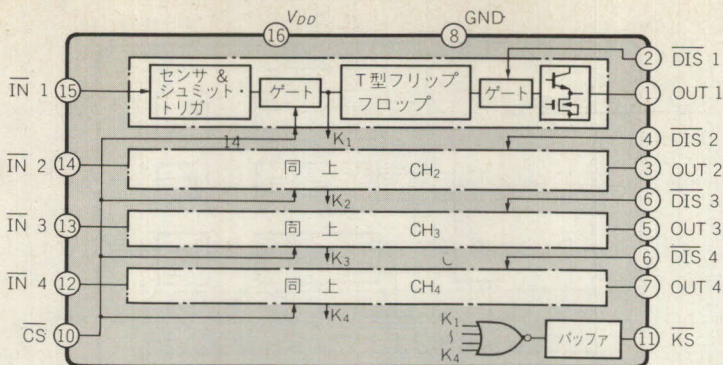 VDD
GND
16
8
IN 1
15
センサ &
シュミット・
トリガ
ゲート
T型フリップ
フロップ
ゲート
2
DIS 1
1
OUT 1
K1
14
4
DIS 2
IN 2
14
同 上
CH2
3
OUT 2
K2
6
DIS 3
IN 3
13
同 上
CH3
5
OUT 3
K3
6
DIS 4
IN 4
12
同 上
CH4
7
OUT 4
K4
CS
10
K1
~
K4
バッファ
11
KS